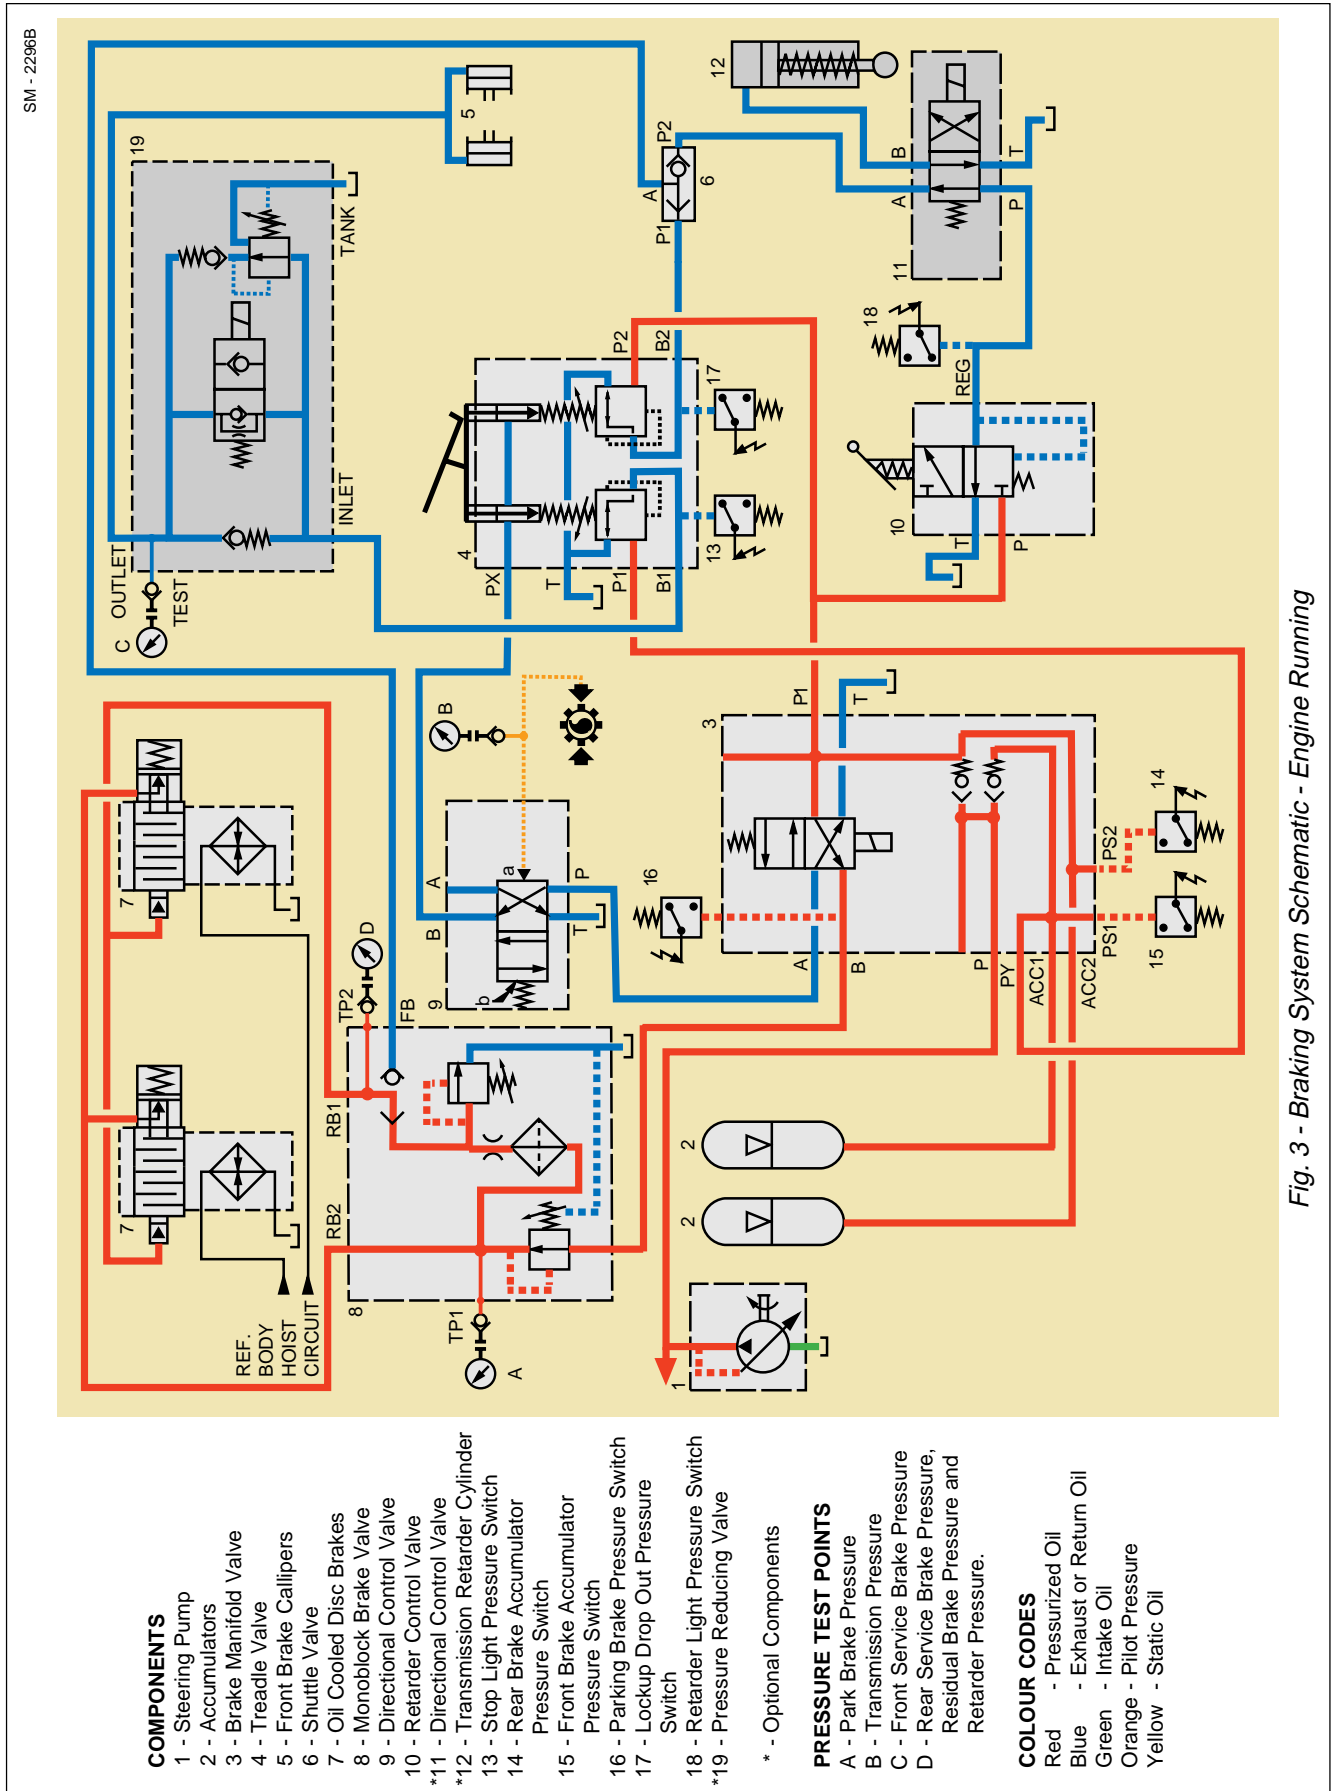 SM - 2296B
COMPONENTS
1 - Steering Pump
2 - Accumulators
3 - Brake Manifold Valve
4 - Treadle Valve
5 - Front Brake Callipers
6 - Shuttle Valve
7 - Oil Cooled Disc Brakes
8 - Monoblock Brake Valve
9 - Directional Control Valve
10 - Retarder Control Valve
*11 - Directional Control Valve
*12 - Transmission Retarder Cylinder
13 - Stop Light Pressure Switch
14 - Rear Brake Accumulator
Pressure Switch
15 - Front Brake Accumulator
Pressure Switch
16 - Parking Brake Pressure Switch
17 - Lockup Drop Out Pressure
Switch
18 - Retarder Light Pressure Switch
*19 - Pressure Reducing Valve
* - Optional Components
PRESSURE TEST POINTS
A - Park Brake Pressure
B - Transmission Pressure
C - Front Service Brake Pressure
D - Rear Service Brake Pressure,
Residual Brake Pressure and
Retarder Pressure.
COLOUR CODES
Red - Pressurized Oil
Blue - Exhaust or Return Oil
Green - Intake Oil
Orange - Pilot Pressure
Yellow - Static Oil
REF.
BODY
HOIST
CIRCUIT
7
7
C
OUTLET
TEST
INLET
TANK
19
5
12
A
TP1
8
RB2
RB1
TP2
D
FB
9
B
A
b
a
T
P
B
PX
4
T
P1
B1
P2
B2
13
17
P1
A
P2
6
A
B
P
T
11
18
REG
10
T
P
1
2
2
16
3
A
B
P1
T
P
PY
ACC1
ACC2
PS1
PS2
15
14
Fig. 3 - Braking System Schematic - Engine Running